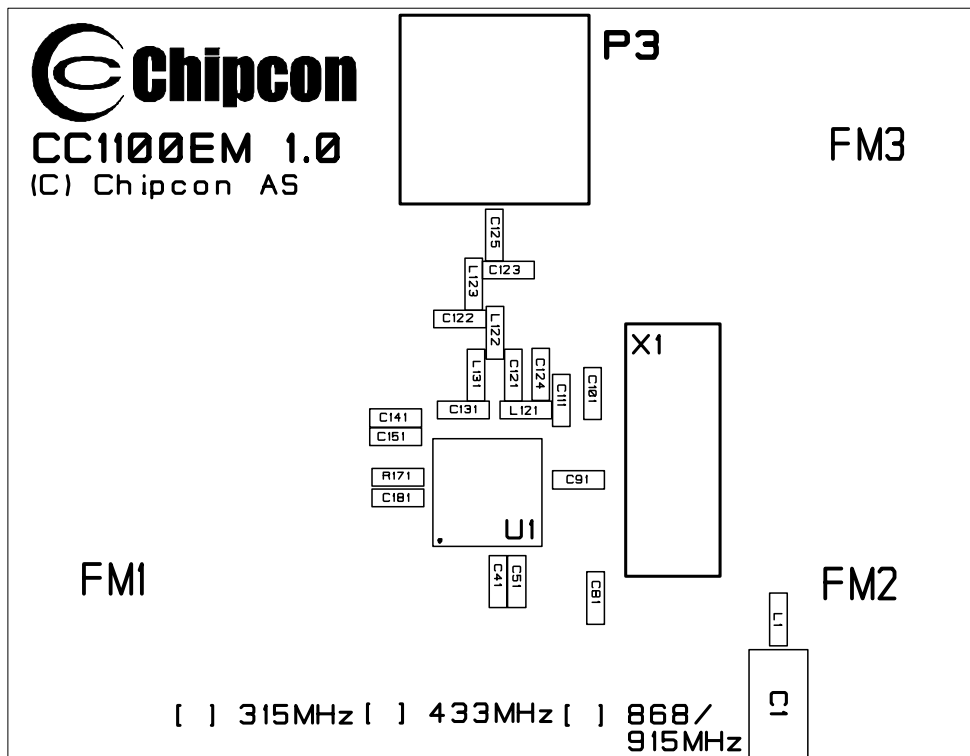 Chipcon
CC1100EM 1.0
(C) Chipcon AS
P3
FM3
C125
C123
L123
C122
L122
X1
L131
C121
C124
C111
C101
C131
L121
C141
C151
R171
C181
C91
U1
C41
C51
C81
FM1
FM2
L1
C1
[ ] 315MHz [ ] 433MHz [ ] 868/
915MHz